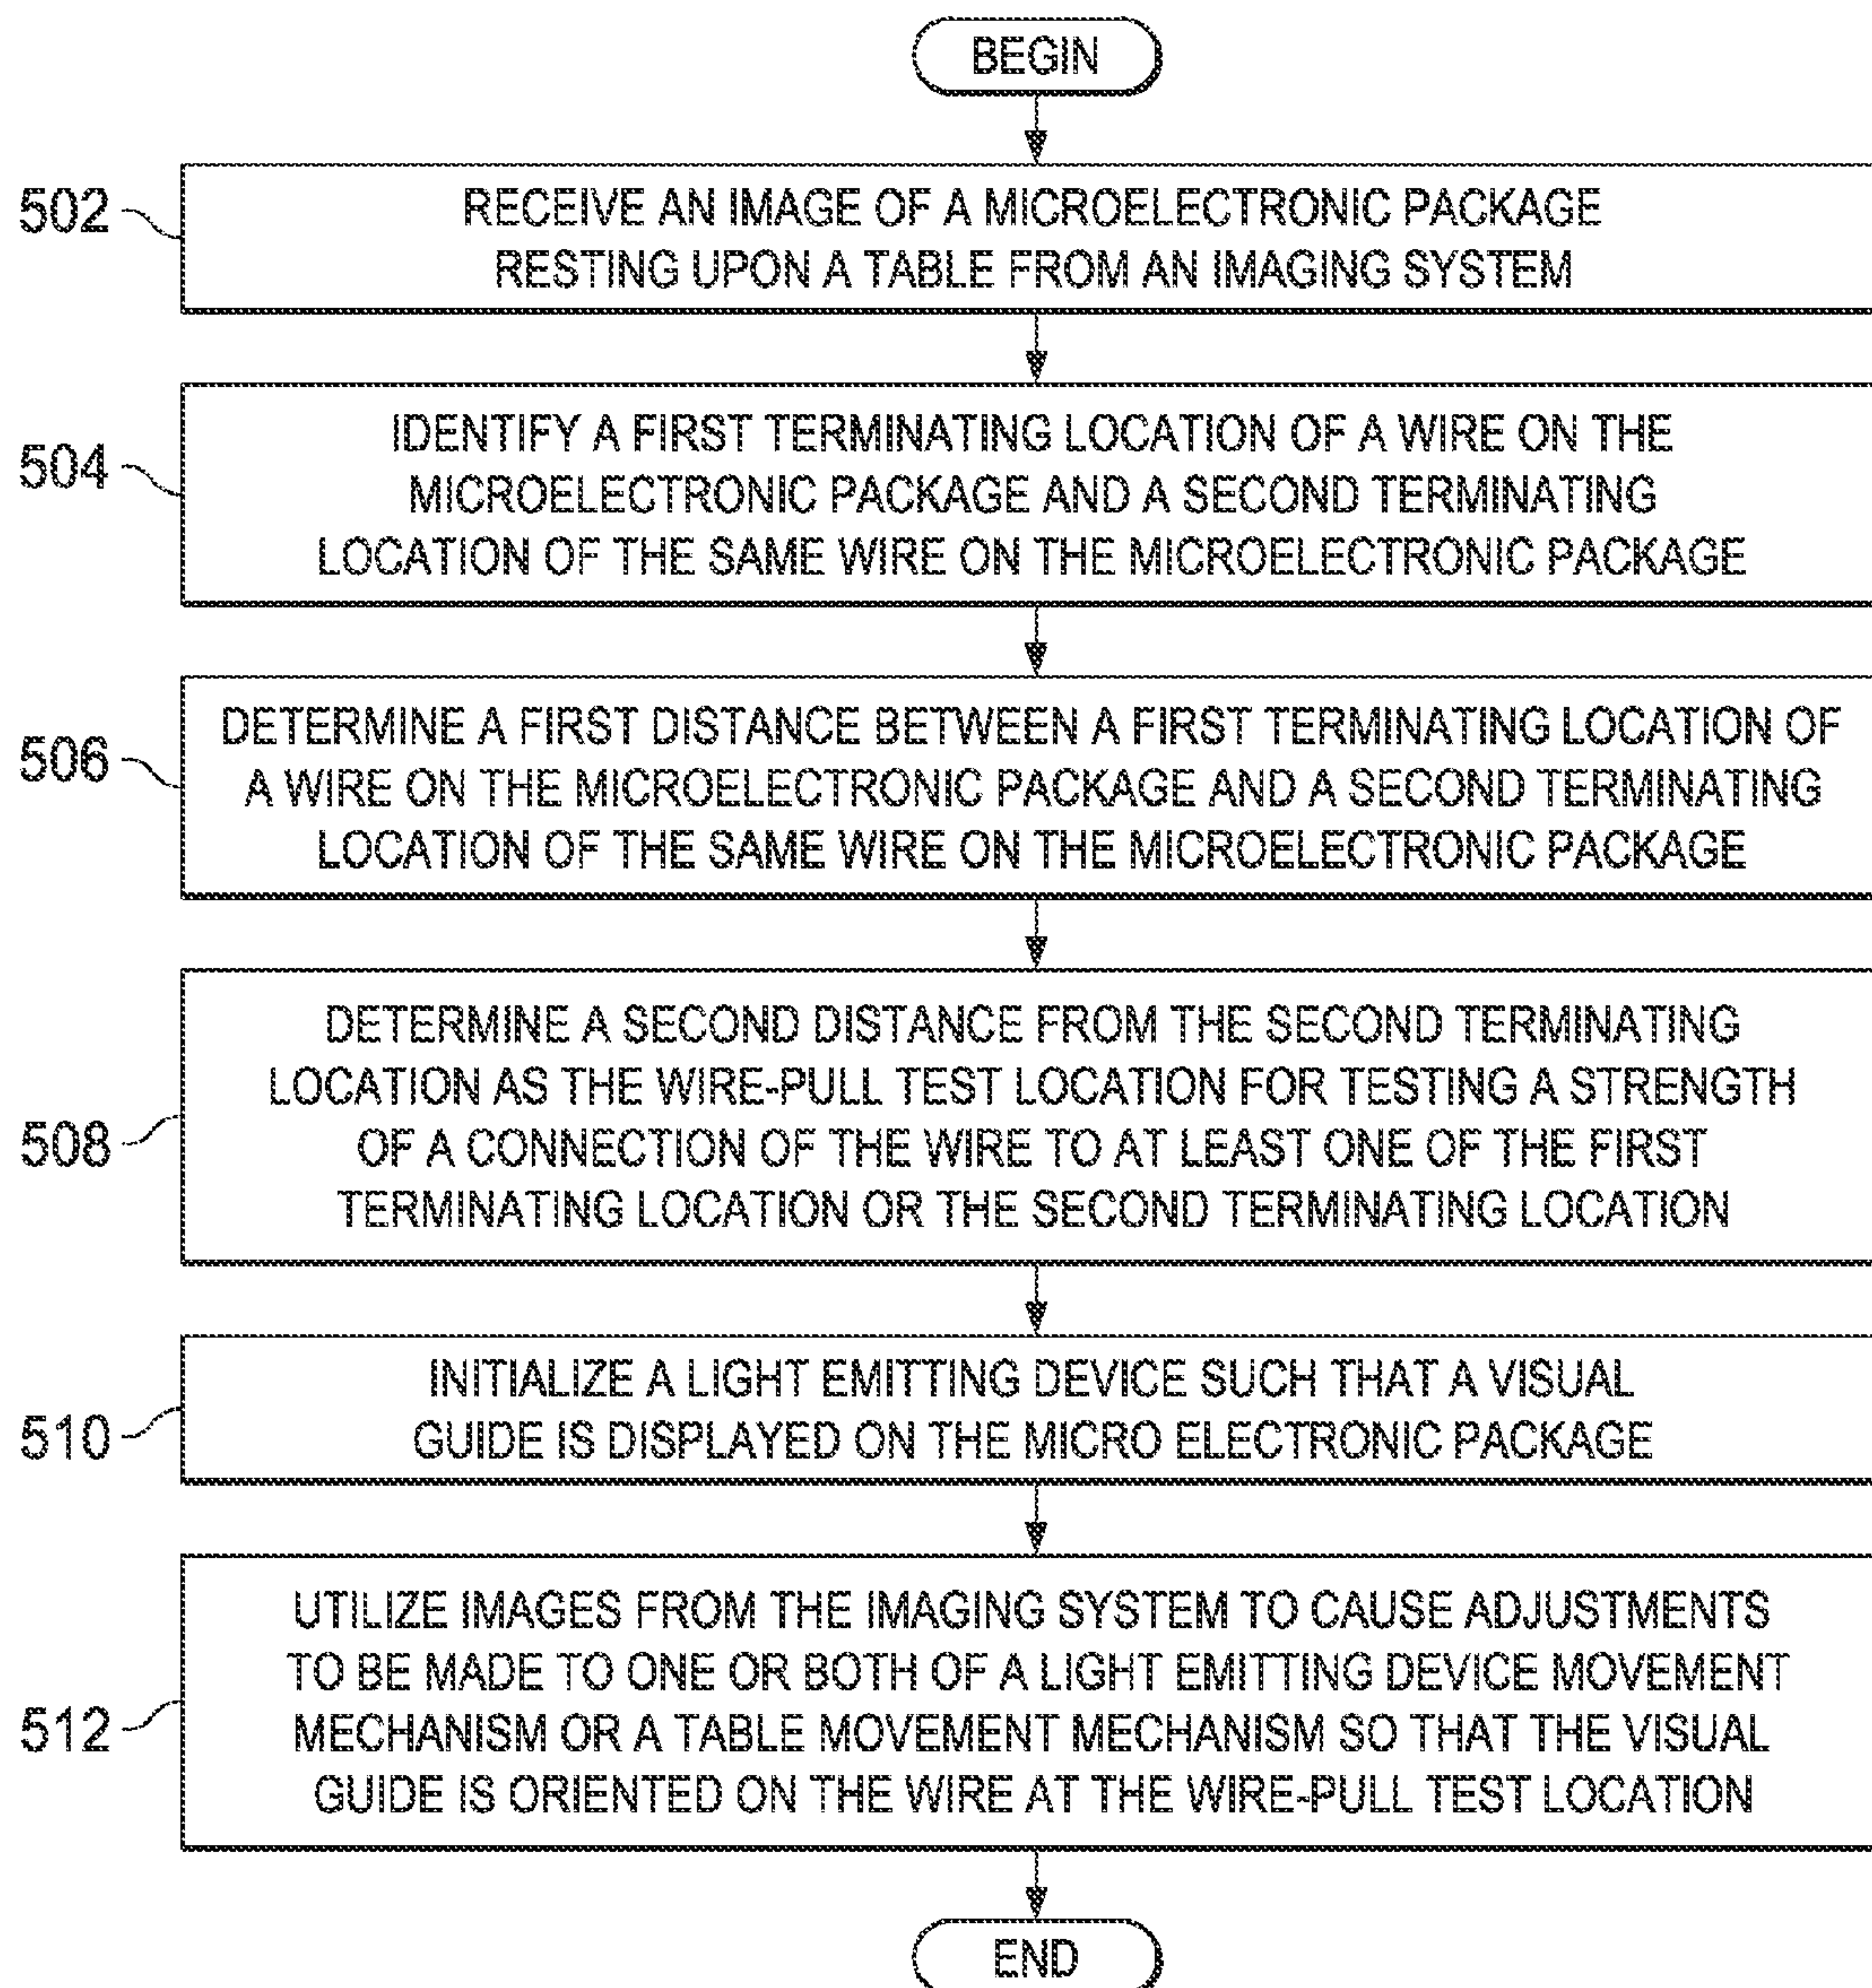 BEGIN
502
RECEIVE AN IMAGE OF A MICROELECTRONIC PACKAGE
RESTING UPON A TABLE FROM AN IMAGING SYSTEM
504
IDENTIFY A FIRST TERMINATING LOCATION OF A WIRE ON THE
MICROELECTRONIC PACKAGE AND A SECOND TERMINATING
LOCATION OF THE SAME WIRE ON THE MICROELECTRONIC PACKAGE
506
DETERMINE A FIRST DISTANCE BETWEEN A FIRST TERMINATING LOCATION OF
A WIRE ON THE MICROELECTRONIC PACKAGE AND A SECOND TERMINATING
LOCATION OF THE SAME WIRE ON THE MICROELECTRONIC PACKAGE
508
DETERMINE A SECOND DISTANCE FROM THE SECOND TERMINATING
LOCATION AS THE WIRE-PULL TEST LOCATION FOR TESTING A STRENGTH
OF A CONNECTION OF THE WIRE TO AT LEAST ONE OF THE FIRST
TERMINATING LOCATION OR THE SECOND TERMINATING LOCATION
510
INITIALIZE A LIGHT EMITTING DEVICE SUCH THAT A VISUAL
GUIDE IS DISPLAYED ON THE MICRO ELECTRONIC PACKAGE
512
UTILIZE IMAGES FROM THE IMAGING SYSTEM TO CAUSE ADJUSTMENTS
TO BE MADE TO ONE OR BOTH OF A LIGHT EMITTING DEVICE MOVEMENT
MECHANISM OR A TABLE MOVEMENT MECHANISM SO THAT THE VISUAL
GUIDE IS ORIENTED ON THE WIRE AT THE WIRE-PULL TEST LOCATION
END